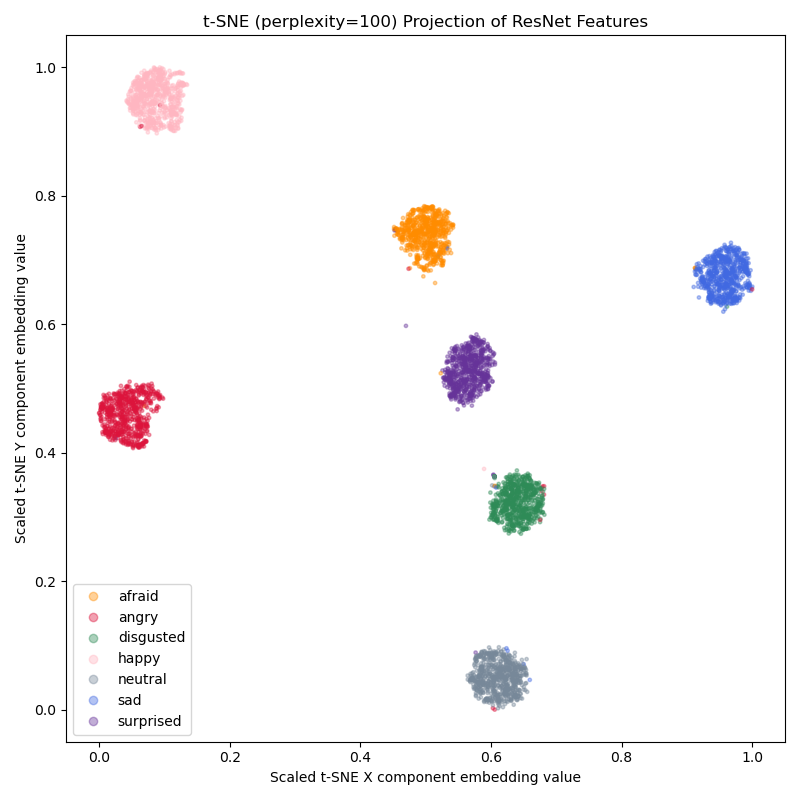 t-SNE (perplexity=100) Projection of ResNet Features
Scaled t-SNE Y component embedding value
1.0
0.8
0.6
0.4
0.2
0.0
afraid
angry
disgusted
happy
neutral
sad
surprised
0.0 0.2 0.4 0.6 0.8 1.0
Scaled t-SNE X component embedding value